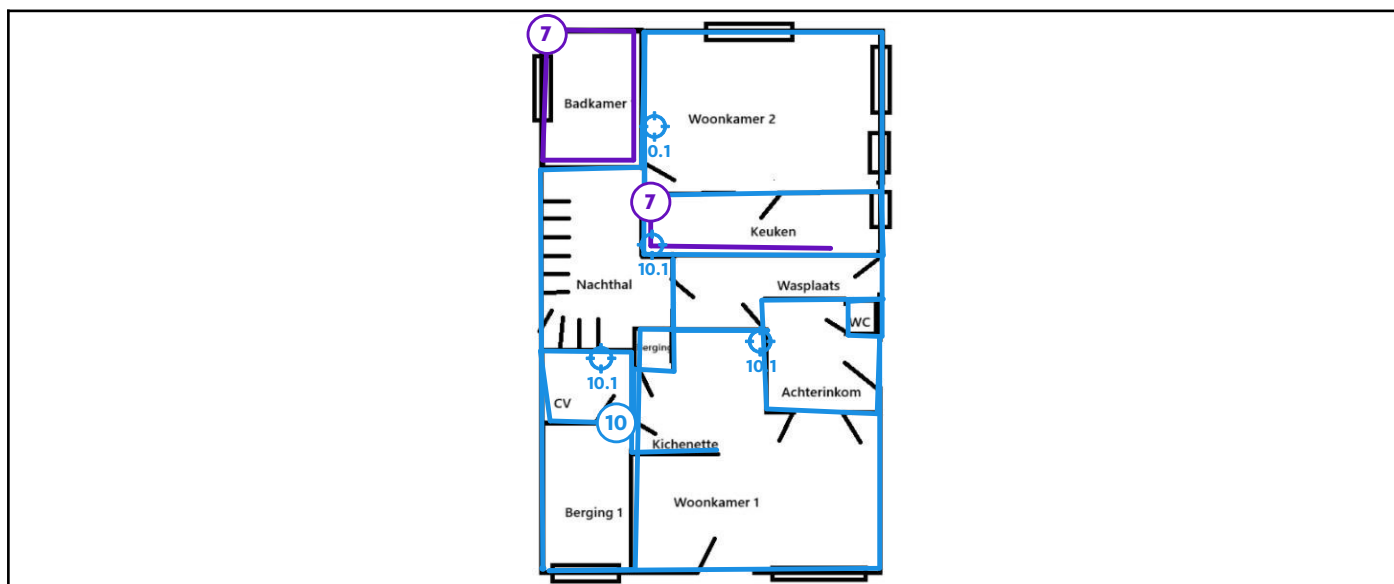 7
Badkamer
Woonkamer 2
0.1
7
Keuken
10.1
Nachthal
Wasplaats
WC
erging
10.1
10.1
Achterinkom
CV
10
Kichenette
Woonkamer 1
Berging 1